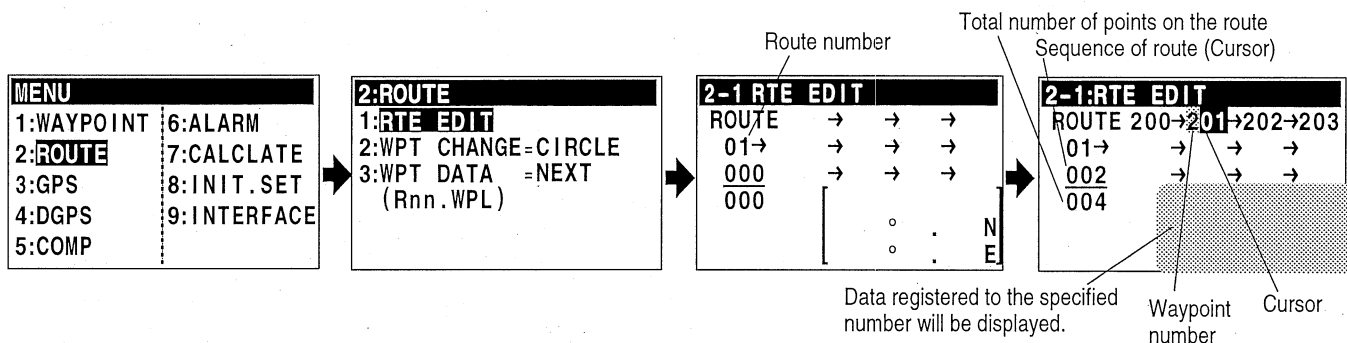 Total number of points on the route
Route number
Sequence of route (Cursor)
MENU
1:WAYPOINT 6:ALARM
2:ROUTE 7:CALCLATE
3:GPS 8:INIT.SET
4:DGPS 9:INTERFACE
5:COMP
2:ROUTE
1:RTE EDIT
2:WPT CHANGE=CIRCLE
3:WPT DATA =NEXT
(Rnn.WPL)
2-1 RTE EDIT
ROUTE → → →
01→ → → →
000 → → →
000
° . N
° . E
2-1:RTE EDIT
ROUTE 200→201→202→203
01→ → → →
002 → → →
004
Data registered to the specified
number will be displayed.
Waypoint
number
Cursor